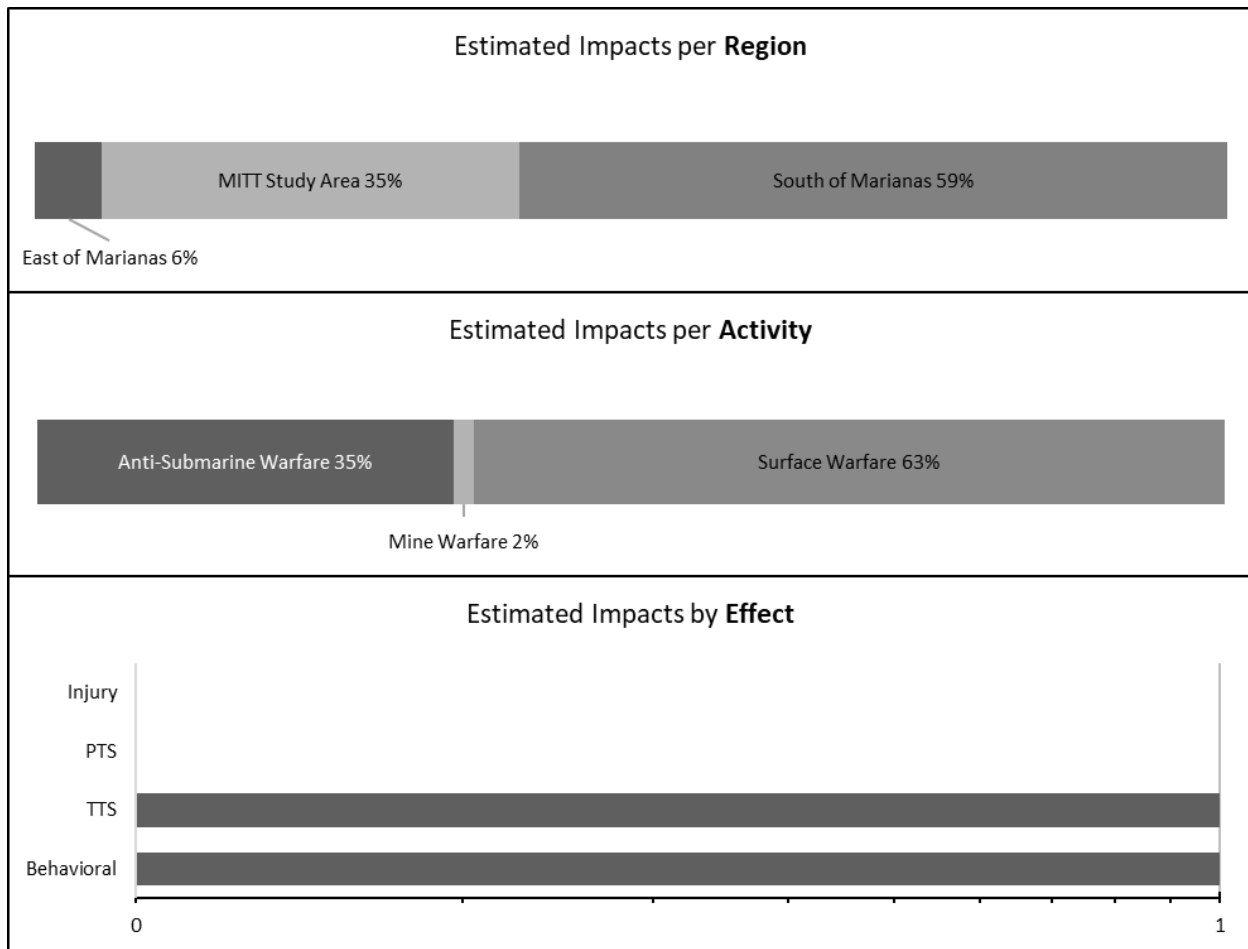 Estimated Impacts per Region
MITT Study Area 35%
South of Marianas 59%
East of Marianas 6%
Estimated Impacts per Activity
Anti-Submarine Warfare 35%
Surface Warfare 63%
Mine Warfare 2%
Estimated Impacts by Effect
Injury
PTS
TTS
Behavioral
0
1